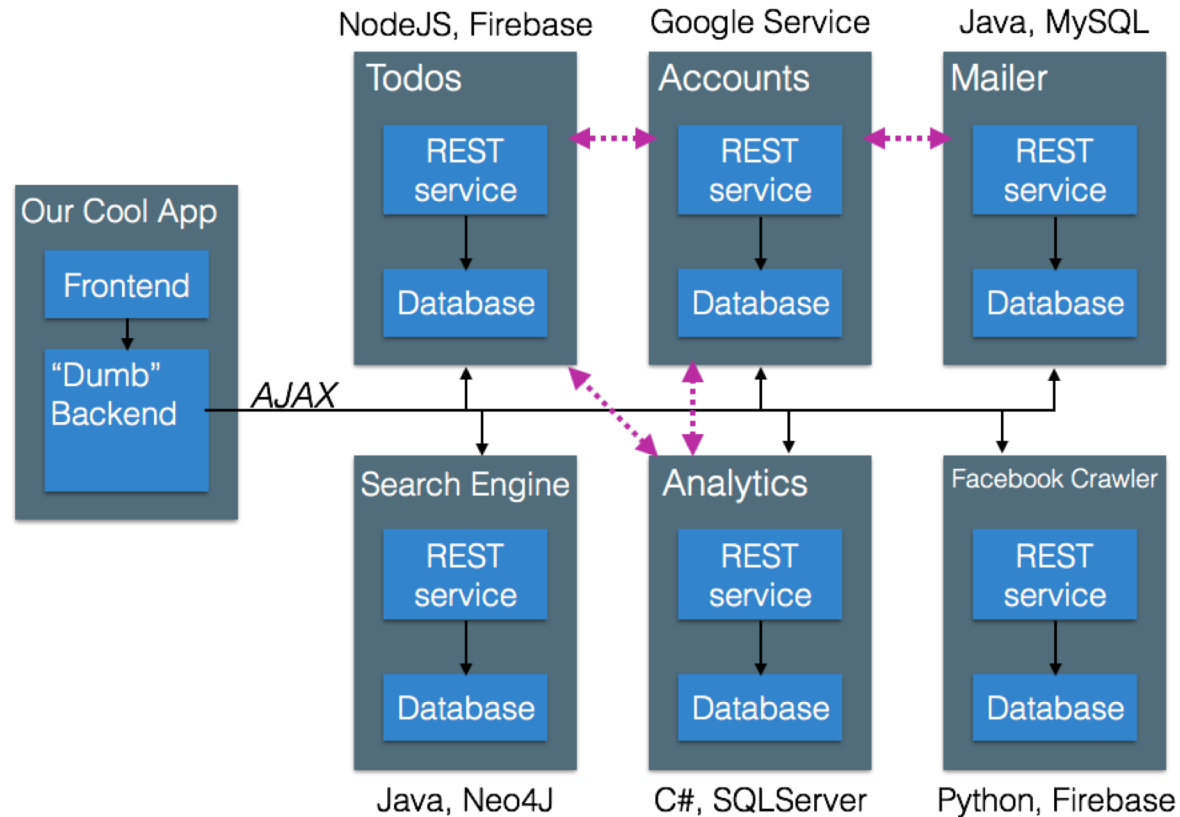 NodeJS, Firebase
Google Service
Java, MySQL
Todos
REST
service
Database
Accounts
REST
service
Database
Mailer
REST
service
Database
Our Cool App
Frontend
“Dumb”
Backend
AJAX
Search Engine
REST
service
Database
Analytics
REST
service
Database
Facebook Crawler
REST
service
Database
Java, Neo4J
C#, SQLServer
Python, Firebase